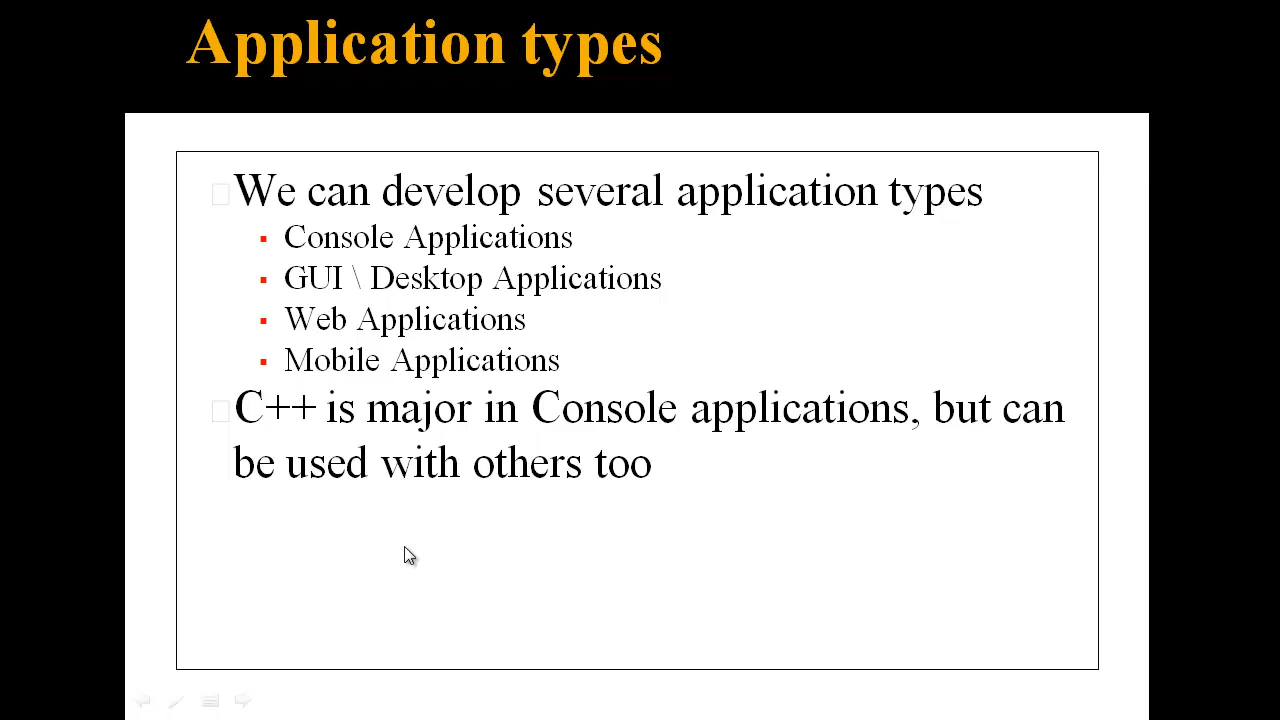 Application types
We can develop several application types
Console Applications
GUI \ Desktop Applications
Web Applications
Mobile Applications
C++ is major in Console applications, but can
be used with others too